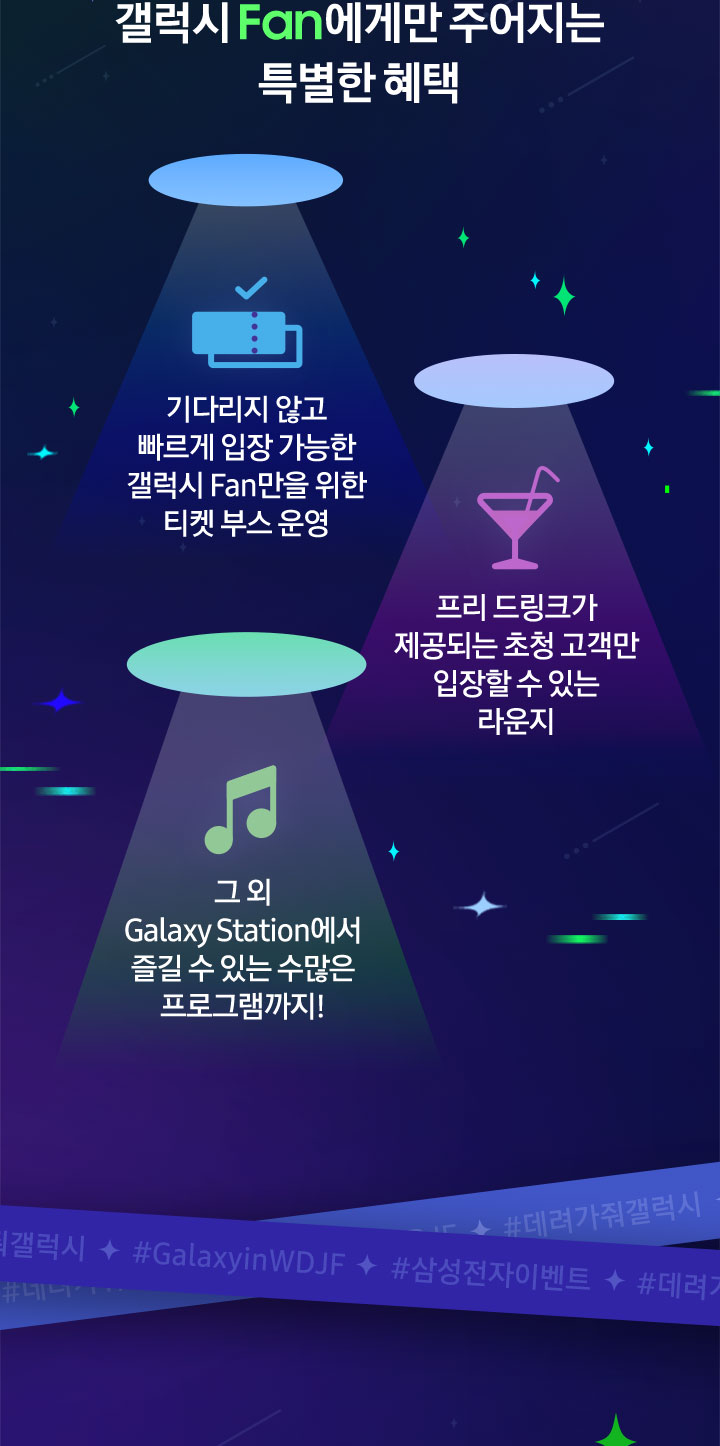 갤럭시 Fan에게만 주어지는
특별한 혜택
기다리지 않고
빠르게 입장 가능한
갤럭시 Fan만을 위한
티켓 부스 운영
프리 드링크가
제공되는 초청 고객만
입장할 수 있는
라운지
그 외
Galaxy Station에서
즐길 수 있는 수많은
프로그램까지!
#데려가줘갤럭시
갤럭시 #GalaxyinWDJF #삼성전자이벤트 #데려가